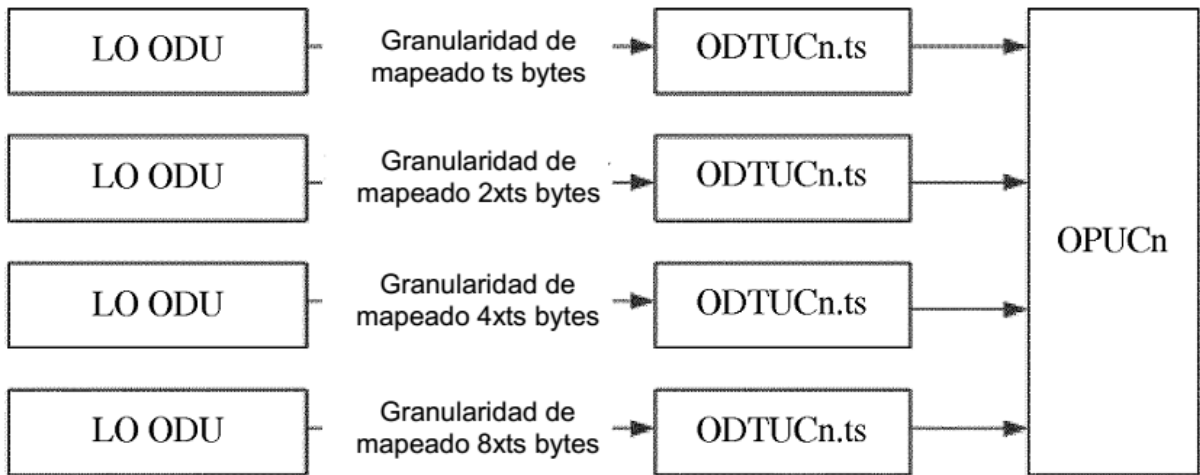 LO ODU
Granularidad de
mapeado ts bytes
ODTUCn.ts
LO ODU
Granularidad de
mapeado 2xts bytes
ODTUCn.ts
LO ODU
Granularidad de
mapeado 4xts bytes
ODTUCn.ts
LO ODU
Granularidad de
mapeado 8xts bytes
ODTUCn.ts
OPUCn